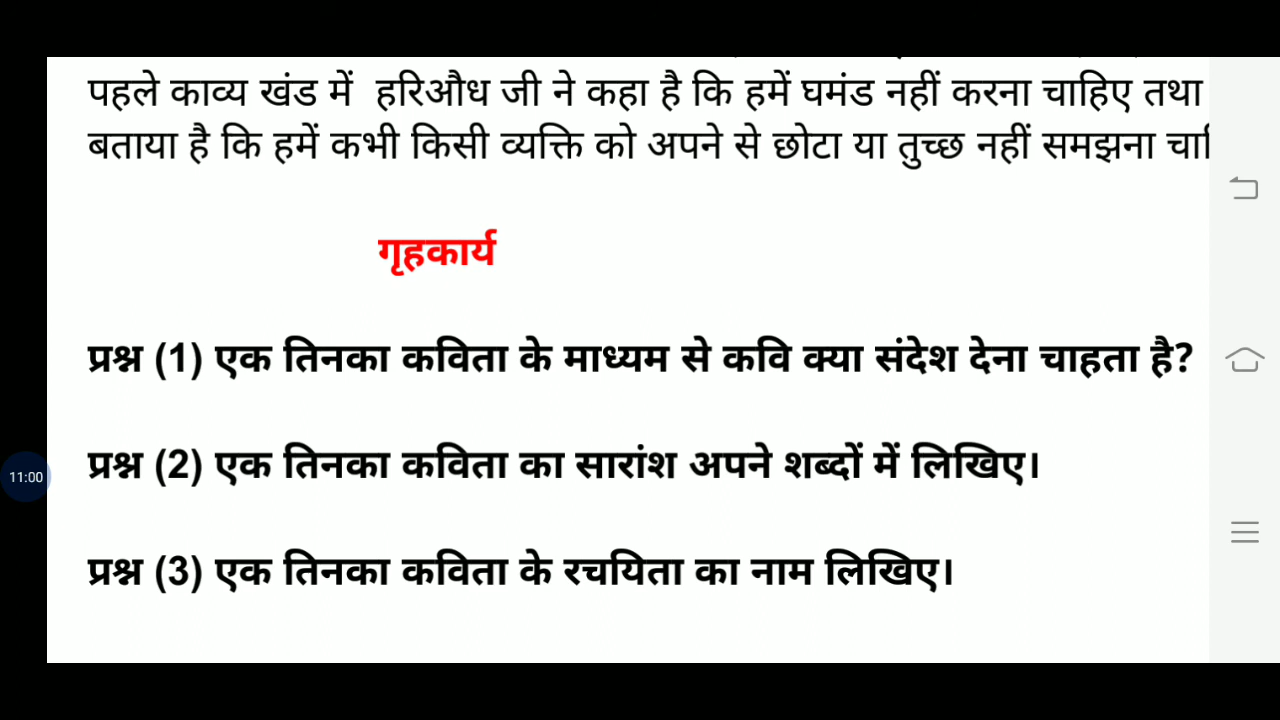 पहले काव्य खंड में हरिऔध जी ने कहा है कि हमें घमंड नहीं करना चाहिए तथा
बताया है कि हमें कभी किसी व्यक्ति को अपने से छोटा या तुच्छ नहीं समझना
गृहकार्य
प्रश्न (1) एक तिनका कविता के माध्यम से कवि क्या संदेश देना चाहता है?
प्रश्न (2) एक तिनका कविता का सारांश अपने शब्दों में लिखिए।
11:00
प्रश्न (3) एक तिनका कविता के रचयिता का नाम लिखिए।